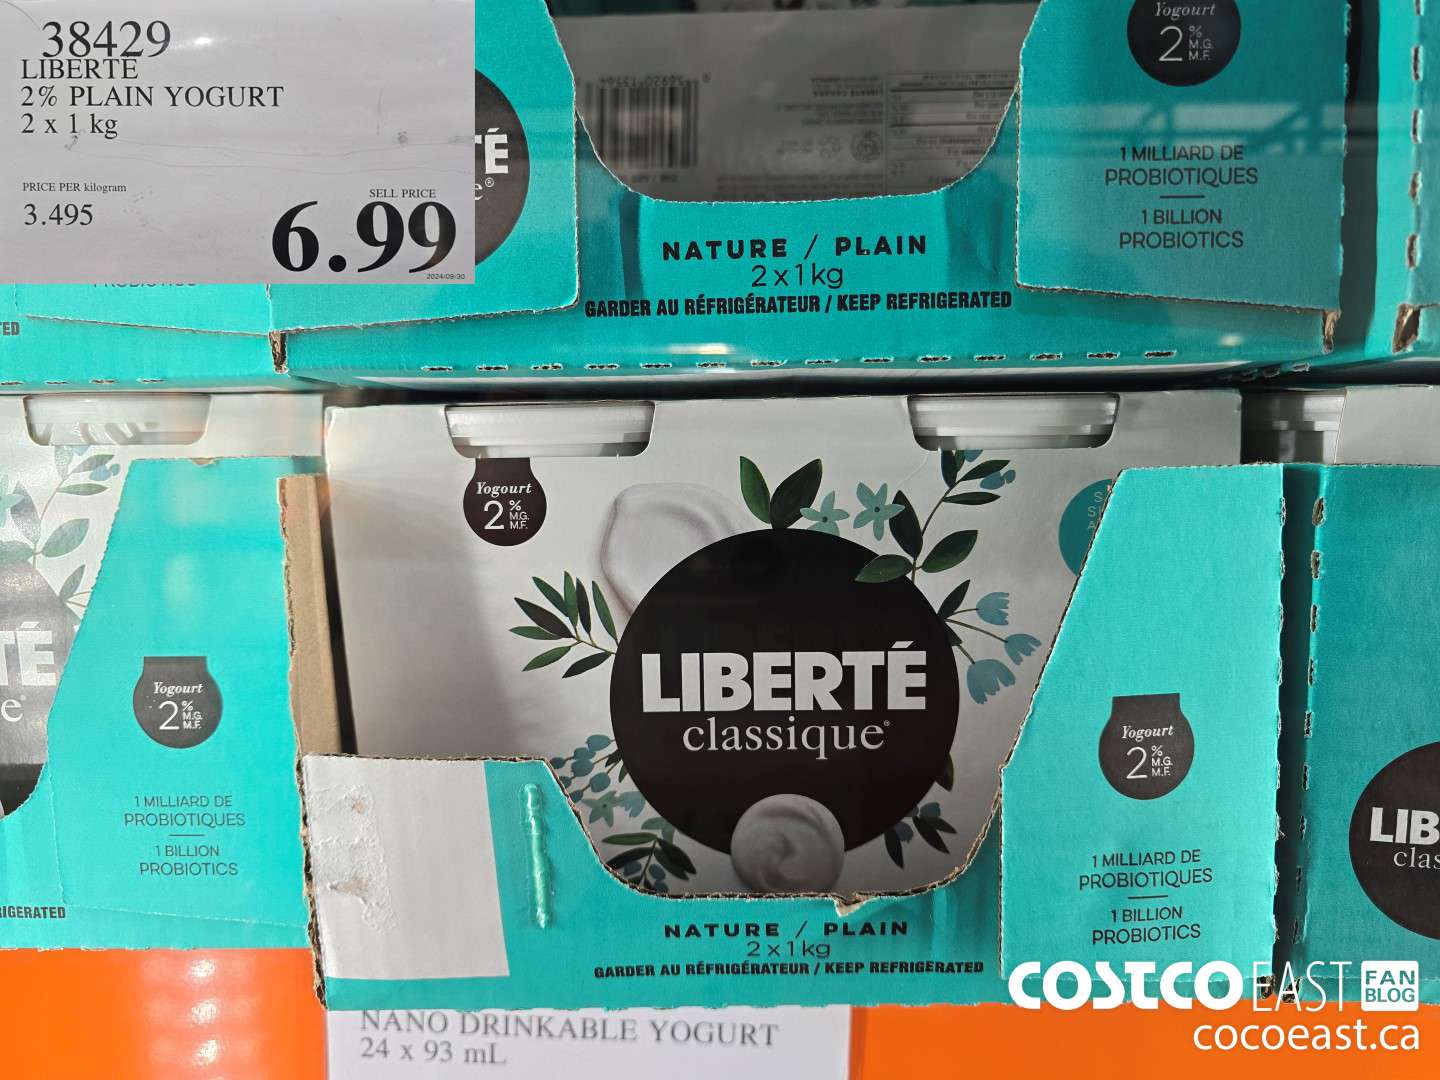 38429
LIBERTE
2% PLAIN YOGURT
2 x 1 kg
PRICE PER kilogram
3.495
SELL PRICE
6.99
2024/09/30
É
e®
Yogourt
2%
M.G.
M.F.
1 MILLIARD DE
PROBIOTIQUES
1 BILLION
PROBIOTICS
NATURE / PLAIN
2 x 1 kg
GARDER AU RÉFRIGÉRATEUR / KEEP REFRIGERATED
Yogourt
2%
M.G.
M.F.
LIBERTÉ
classique®
TÉ
e®
Yogourt
2%
M.G.
M.F.
1 MILLIARD DE
PROBIOTIQUES
1 BILLION
PROBIOTICS
Yogourt
2%
M.G.
M.F.
1 MILLIARD DE
PROBIOTIQUES
1 BILLION
PROBIOTICS
LIB
clas
IGERATED
NATURE / PLAIN
2 x 1 kg
GARDER AU RÉFRIGÉRATEUR / KEEP REFRIGERATED
NANO DRINKABLE YOGURT
24 x 93 mL
COSTCO EAST FAN BLOG
cocoeast.ca